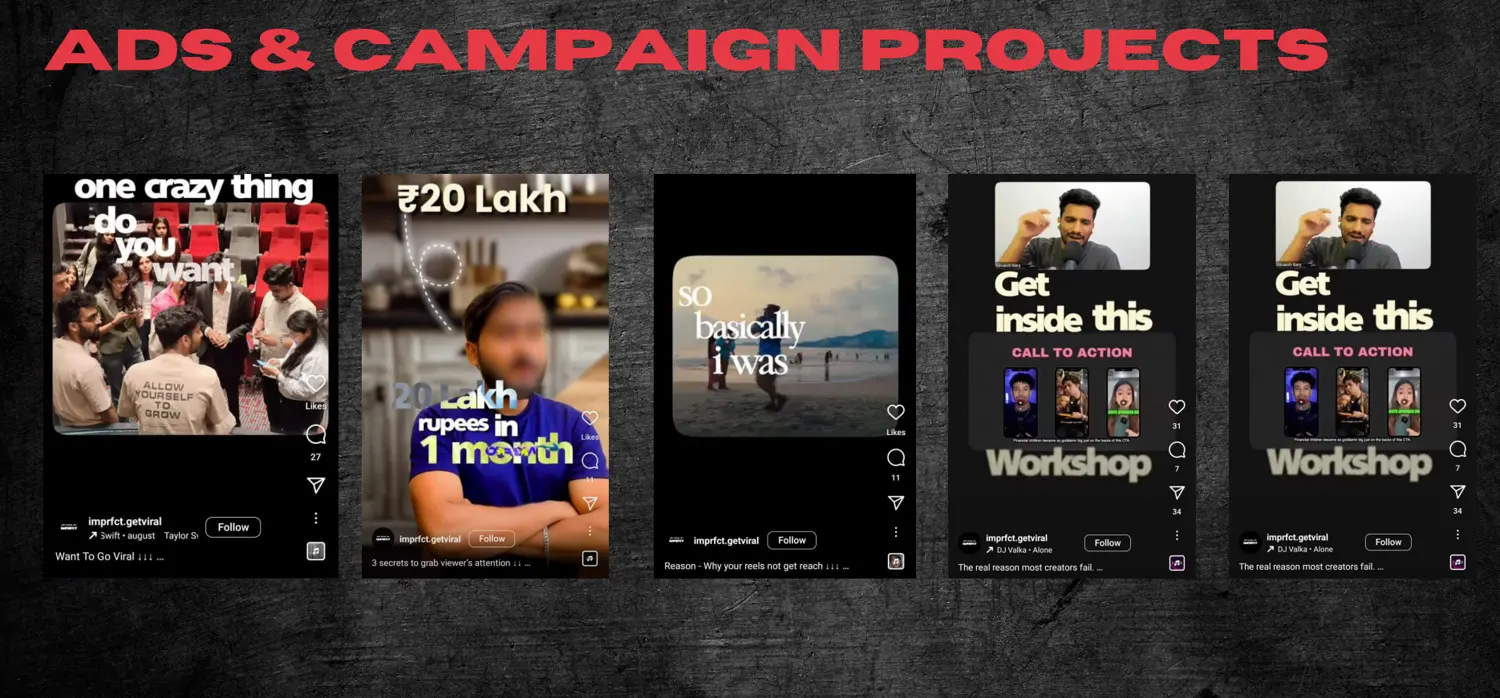 ADS & CAMPAIGN PROJECTS
one crazy thing
do
you
want
ALLOW
YOURSELF
TO
GROW
Likes
27
imprfct.getviral
Follow
Swift • august Taylor Sw
Want To Go Viral ↓↓↓ ...
₹20 Lakh
20 Lakh
rupees in
1 month
Likes
11
imprfct.getviral
Follow
3 secrets to grab viewer's attention ↓↓ ...
so
basically
i was
Likes
11
imprfct.getviral
Follow
Reason - Why your reels not get reach ↓↓↓ ...
Get
inside this
CALL TO ACTION
Workshop
31
7
34
imprfct.getviral
Follow
DJ Valka • Alone
The real reason most creators fail. ...
Get
inside this
CALL TO ACTION
Workshop
31
7
34
imprfct.getviral
Follow
DJ Valka • Alone
The real reason most creators fail. ...